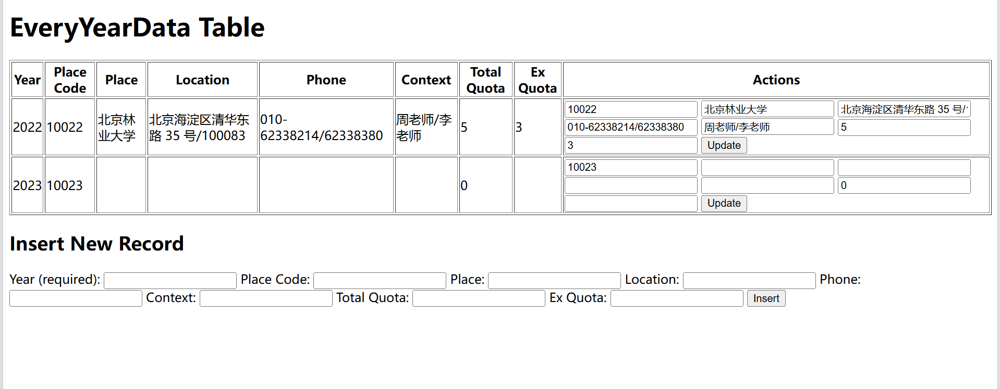 EveryYearData Table
Year Place Code Place Location Phone Context Total Quota Ex Quota Actions
2022 10022 北京林业大学 北京海淀区清华东路 35 号/100083 010-62338214/62338380 周老师/李老师 5 3
10022 北京林业大学 北京海淀区清华东路 35 号/
010-62338214/62338380 周老师/李老师 5
3 Update
2023 10023 0
10023
0
Update
Insert New Record
Year (required): Place Code: Place: Location: Phone:
Context: Total Quota: Ex Quota: Insert